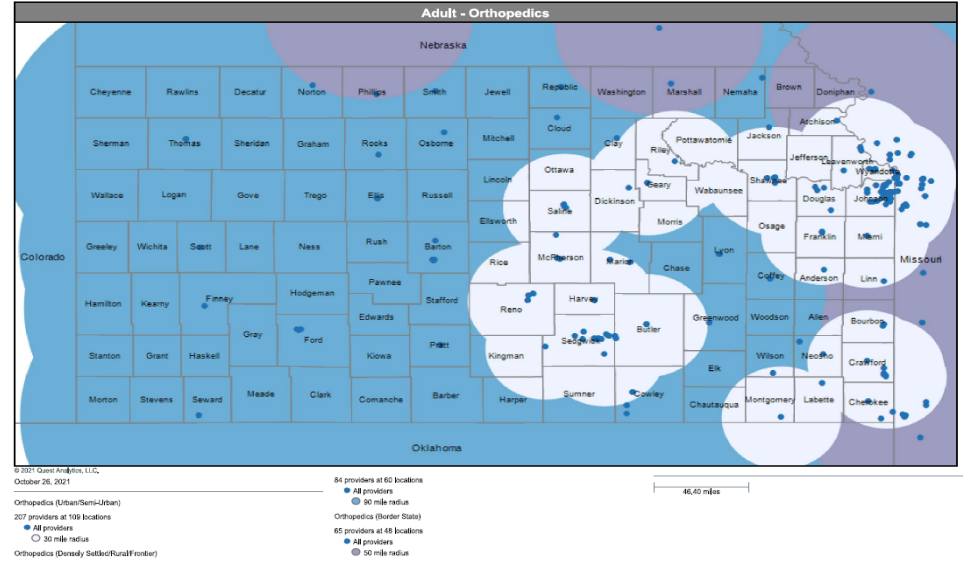 Adult - Orthopedics
Nebraska
Cheyenne Rawlins Decatur Norton Phillips Smith Jewell Republic Washington Marshall Nemaha Brown Doniphan
Atchison
Sherman Thomas Sheridan Graham Rooks Osborne Mitchell Cloud Clay Riley Pottawatomie Jackson
Jefferson Leavenworth
Wyandotte
Ottawa
Wallace Logan Gove Trego Ellis Russell Lincoln Dickinson Geary Wabaunsee Shawnee Douglas Johnson
Saline
Ellsworth Morris Osage
Greeley Wichita Scott Lane Ness Rush Barton Rice McPherson Marion Chase Lyon Franklin Miami
Colorado Missouri
Pawnee Coffey Anderson Linn
Hamilton Kearny Finney Hodgeman Stafford Reno Harvey
Edwards Butler Greenwood Woodson Allen Bourbon
Gray Ford
Stanton Grant Haskell Kiowa Pratt Kingman Sedgwick Wilson Neosho Crawford
Elk
Morton Stevens Seward Meade Clark Comanche Barber Harper Sumner Cowley Chautauqua Montgomery Labette Cherokee
Oklahoma
© 2021 Quest Analytics, LLC.
October 26, 2021
Orthopedics (Urban/Semi-Urban)
207 providers at 109 locations
All providers
30 mile radius
Orthopedics (Densely Settled/Rural/Frontier)
84 providers at 60 locations
All providers
90 mile radius
Orthopedics (Border State)
65 providers at 48 locations
All providers
50 mile radius
46.40 miles